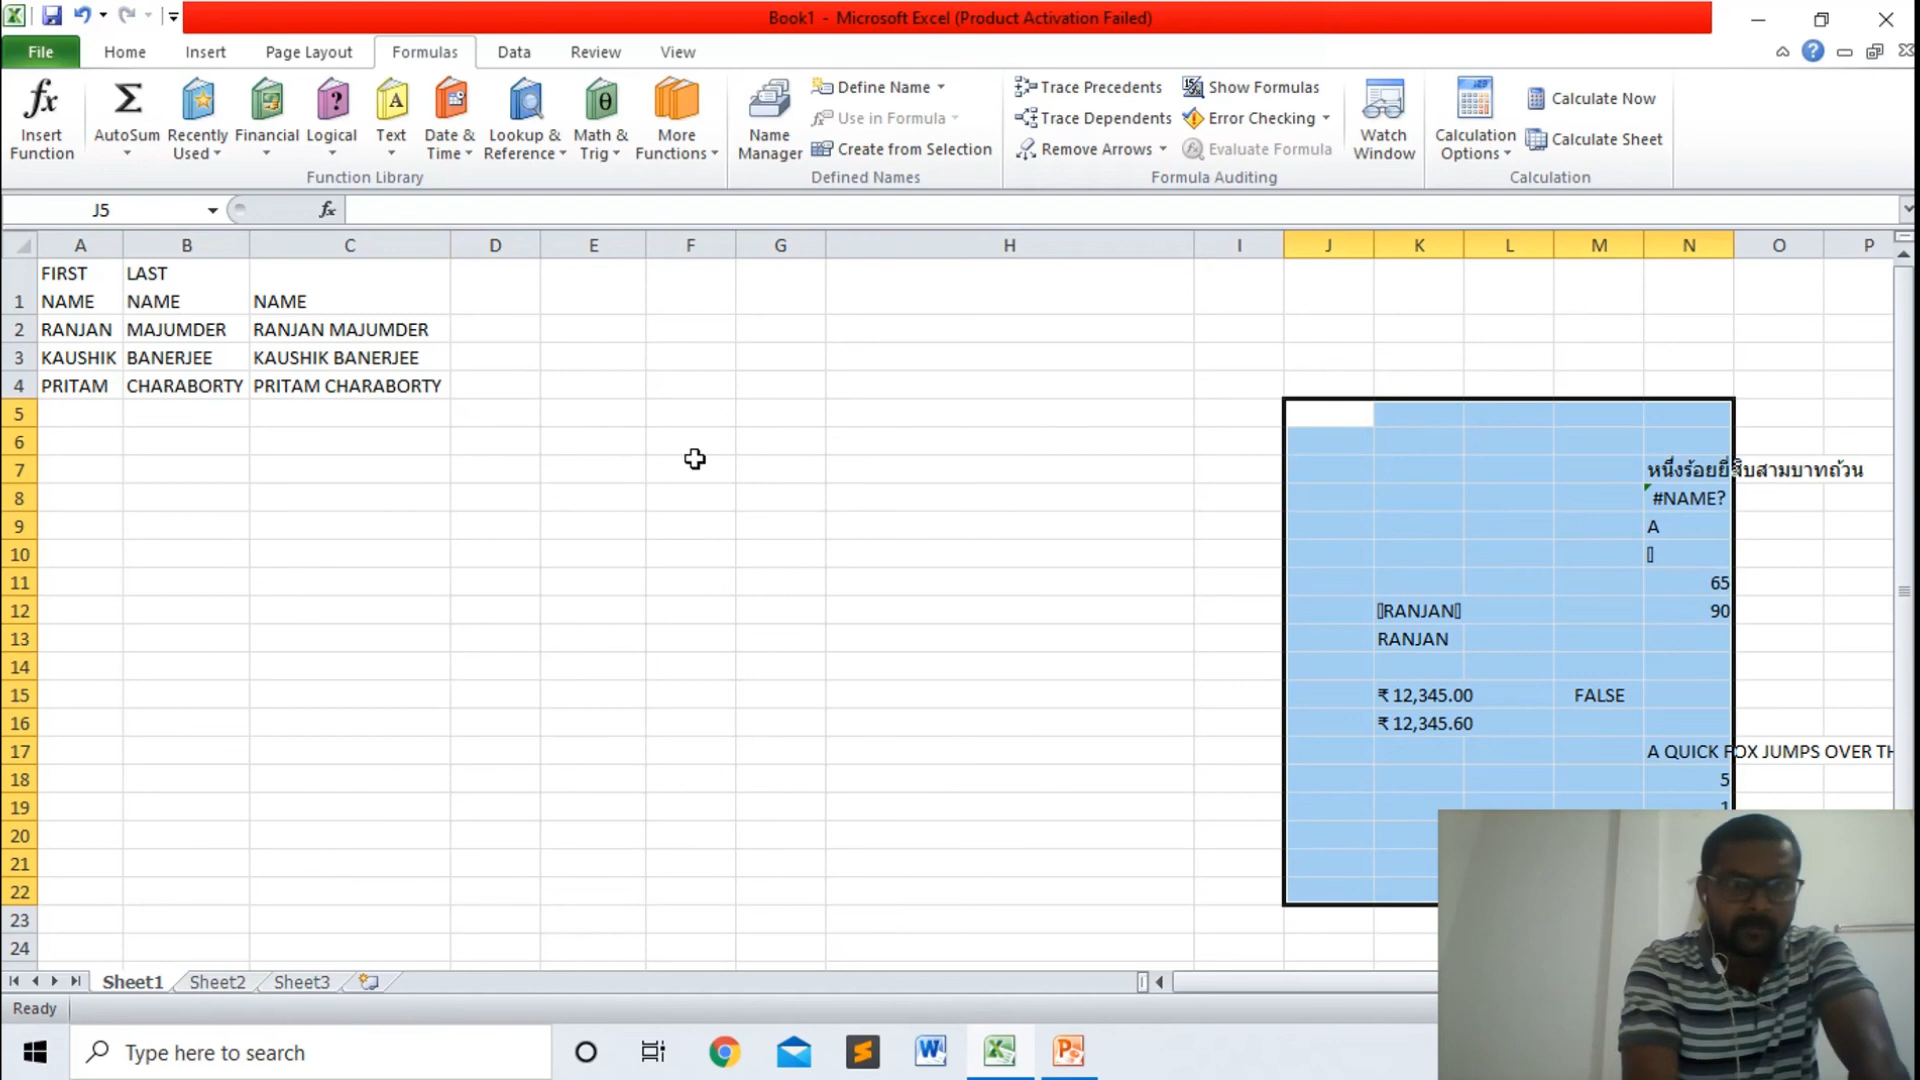 Book1 - Microsoft Excel (Product Activation Failed)
File Home Insert Page Layout Formulas Data Review View
Insert Function
AutoSum
Recently Used
Financial
Logical
Text
Date & Time
Lookup & Reference
Math & Trig
More Functions
Function Library
Name Manager
Define Name
Use in Formula
Create from Selection
Defined Names
Trace Precedents
Trace Dependents
Remove Arrows
Show Formulas
Error Checking
Evaluate Formula
Formula Auditing
Watch Window
Calculation Options
Calculate Now
Calculate Sheet
Calculation
J5 fx
A B C D E F G H I J K L M N O P
1 FIRST NAME LAST NAME NAME
2 RANJAN MAJUMDER RANJAN MAJUMDER
3 KAUSHIK BANERJEE KAUSHIK BANERJEE
4 PRITAM CHARABORTY PRITAM CHARABORTY
5
6
7 หนึ่งร้อยยี่สิบสามบาทถ้วน
8 #NAME?
9 A
10
11 65
12 RANJAN 90
13 RANJAN
14
15 ₹ 12,345.00 FALSE
16 ₹ 12,345.60
17 A QUICK FOX JUMPS OVER TH
18 5
19 1
20
21
22
23
24
Sheet1 Sheet2 Sheet3
Ready
Type here to search